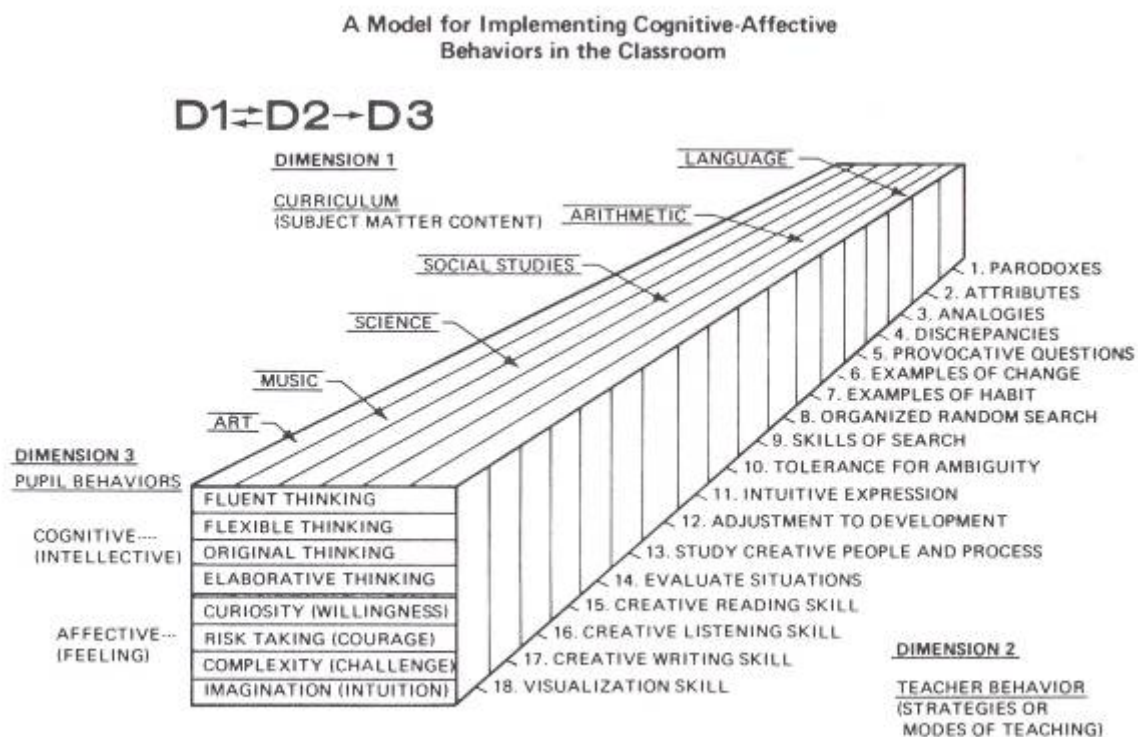 A Model for Implementing Cognitive-Affective
Behaviors in the Classroom
D1⇄D2→D3
DIMENSION 1
CURRICULUM
(SUBJECT MATTER CONTENT)
LANGUAGE
ARITHMETIC
SOCIAL STUDIES
SCIENCE
MUSIC
ART
1. PARODOXES
2. ATTRIBUTES
3. ANALOGIES
4. DISCREPANCIES
5. PROVOCATIVE QUESTIONS
6. EXAMPLES OF CHANGE
7. EXAMPLES OF HABIT
8. ORGANIZED RANDOM SEARCH
9. SKILLS OF SEARCH
10. TOLERANCE FOR AMBIGUITY
11. INTUITIVE EXPRESSION
12. ADJUSTMENT TO DEVELOPMENT
13. STUDY CREATIVE PEOPLE AND PROCESS
14. EVALUATE SITUATIONS
15. CREATIVE READING SKILL
16. CREATIVE LISTENING SKILL
17. CREATIVE WRITING SKILL
18. VISUALIZATION SKILL
DIMENSION 3
PUPIL BEHAVIORS
COGNITIVE----
(INTELLECTIVE)
FLUENT THINKING
FLEXIBLE THINKING
ORIGINAL THINKING
ELABORATIVE THINKING
AFFECTIVE---
(FEELING)
CURIOSITY (WILLINGNESS)
RISK TAKING (COURAGE)
COMPLEXITY (CHALLENGE)
IMAGINATION (INTUITION)
DIMENSION 2
TEACHER BEHAVIOR
(STRATEGIES OR
MODES OF TEACHING)